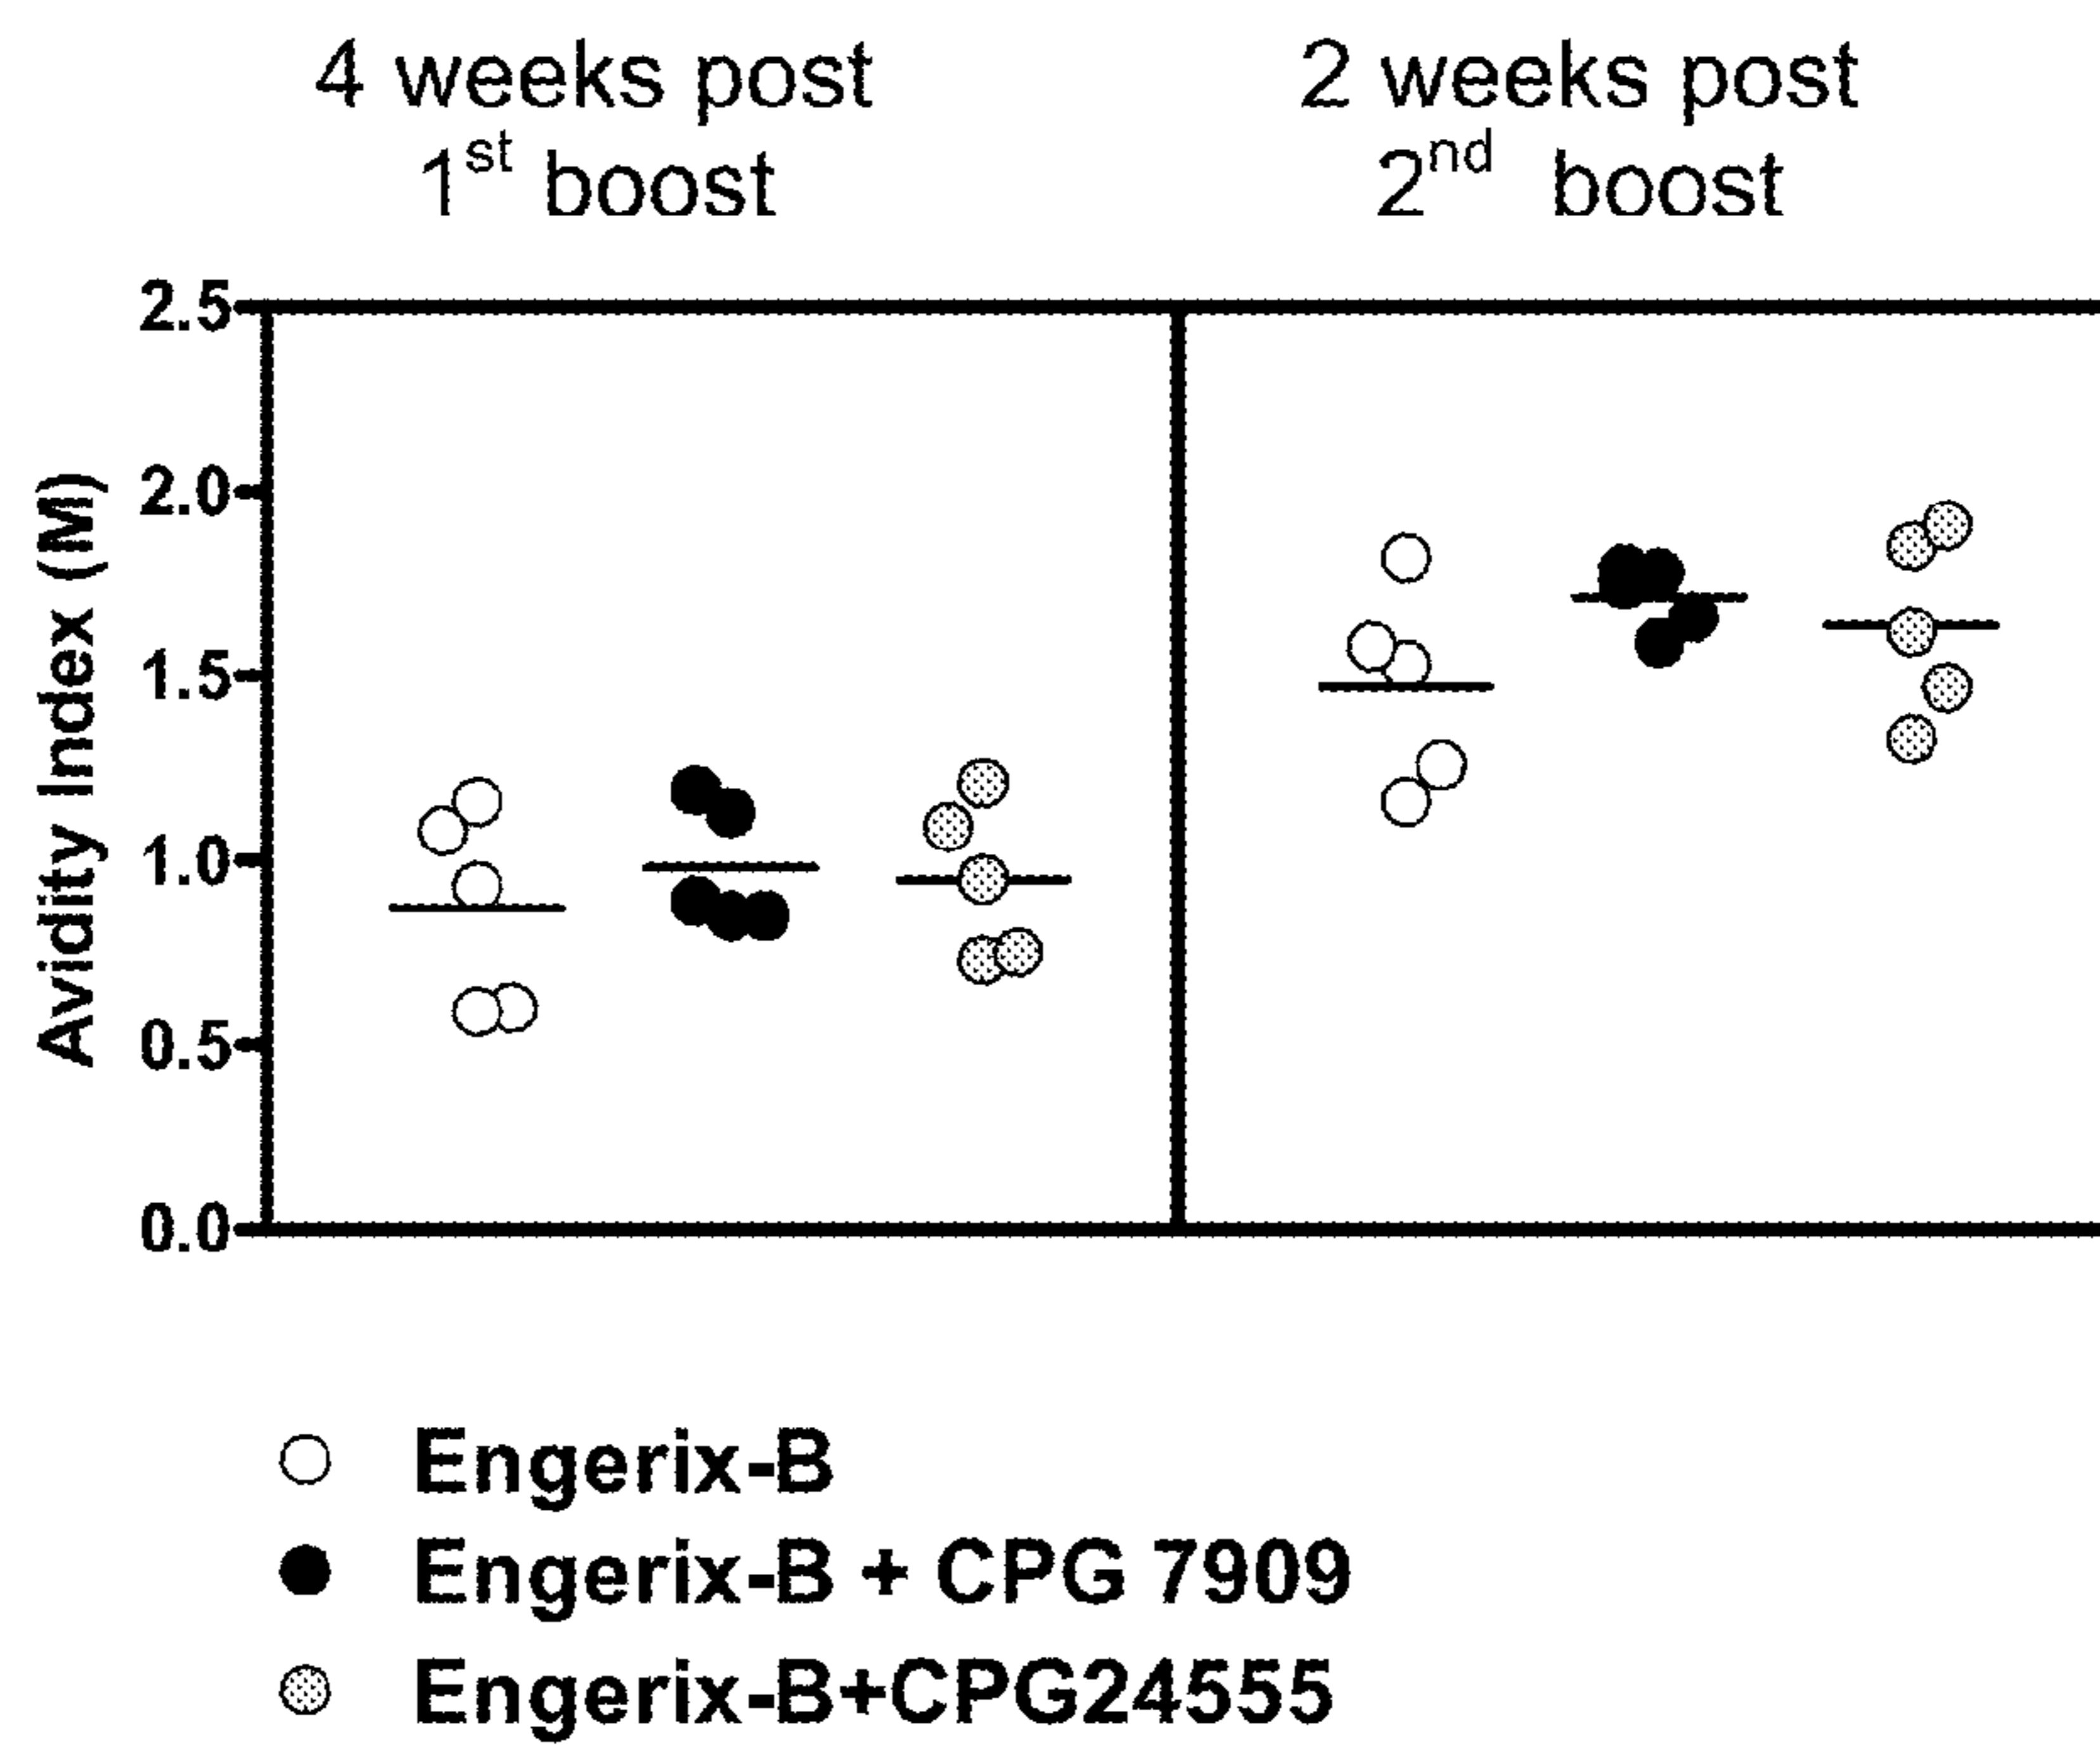 4 weeks post
1st boost
2 weeks post
2nd boost
Avidity Index (M)
2.5
2.0
1.5
1.0
0.5
0.0
Engerix-B
Engerix-B + CPG 7909
Engerix-B+CPG24555